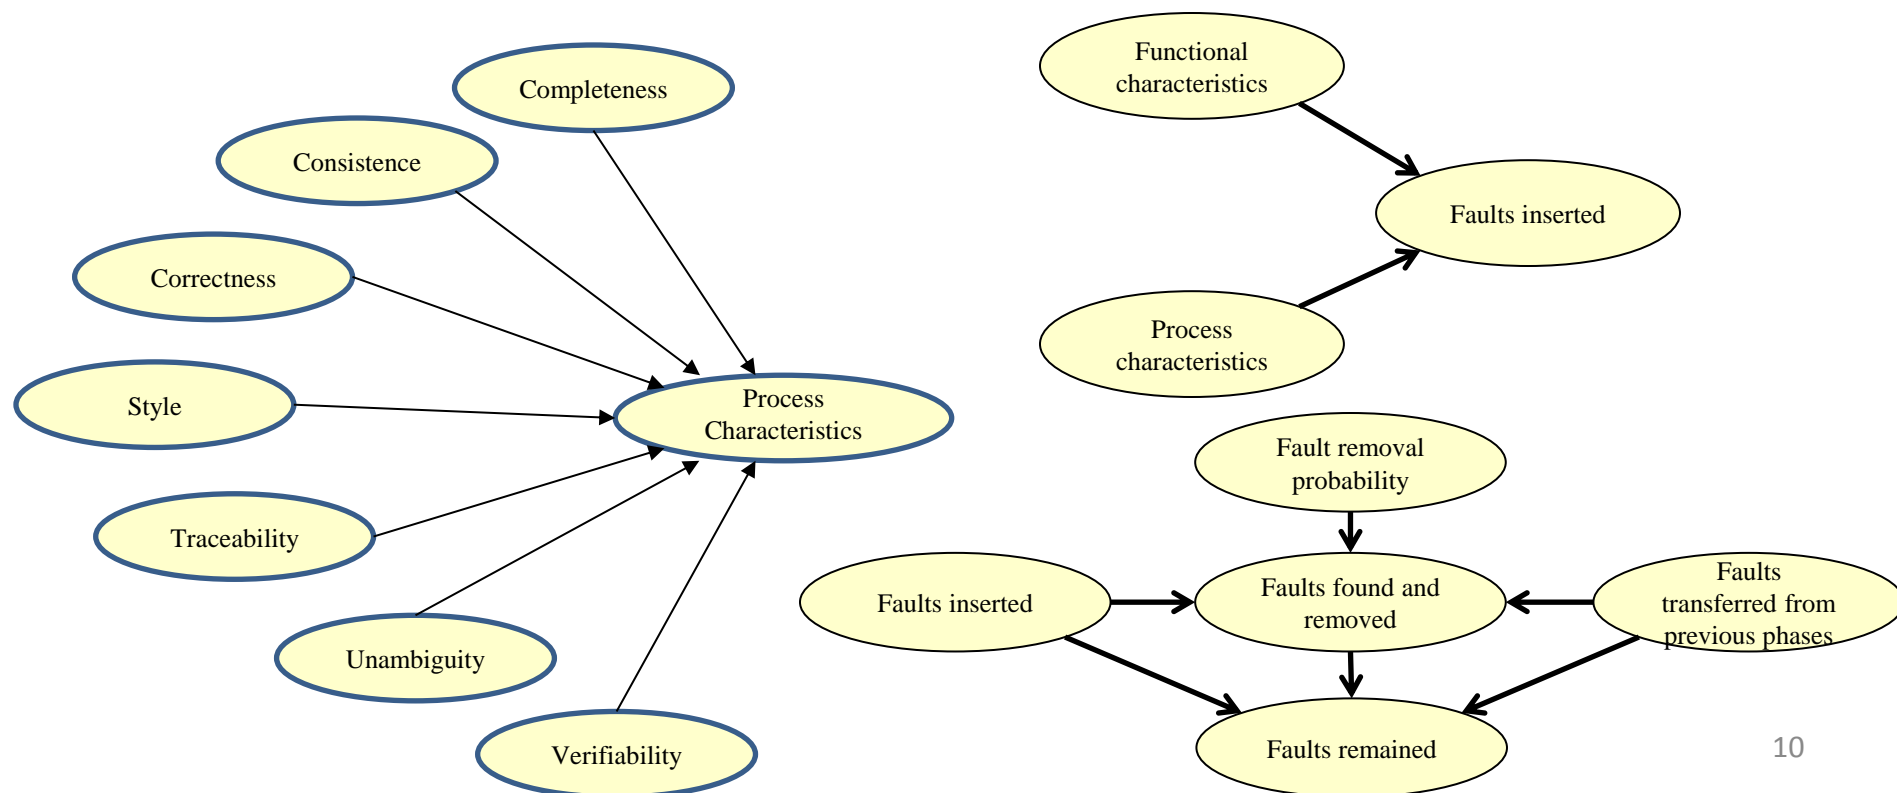 Completeness
Consistence
Correctness
Style
Process
Characteristics
Traceability
Unambiguity
Verifiability
Functional
characteristics
Faults inserted
Process
characteristics
Fault removal
probability
Faults inserted
Faults found and
removed
Faults
transferred from
previous phases
Faults remained
10